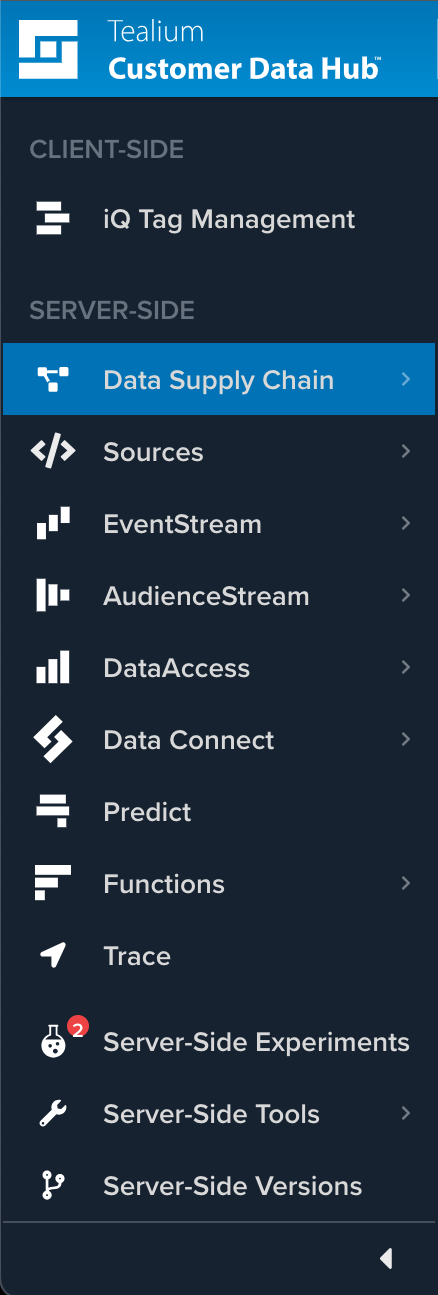 Tealium
Customer Data Hub™
CLIENT-SIDE
iQ Tag Management
SERVER-SIDE
Data Supply Chain
Sources
EventStream
AudienceStream
DataAccess
Data Connect
Predict
Functions
Trace
2
Server-Side Experiments
Server-Side Tools
Server-Side Versions